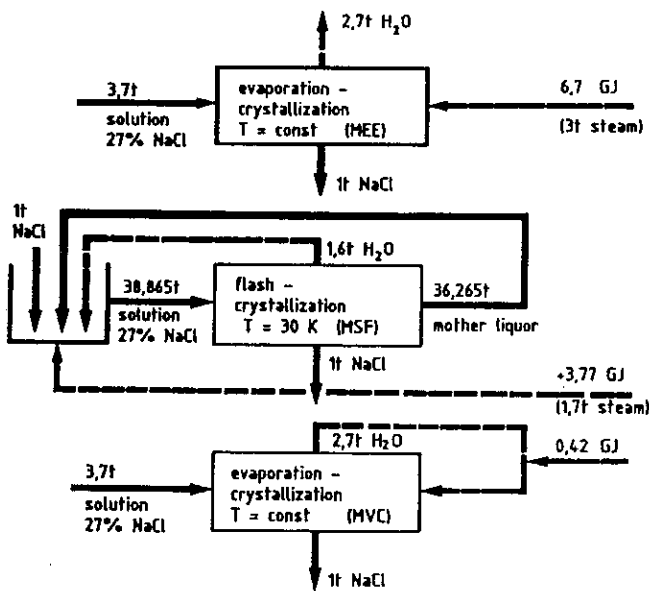 2,7t H₂O
3,7t
solution
27% NaCl
evaporation -
crystallization
T = const (MEE)
6,7 GJ
(3t steam)
1t NaCl
1t
NaCl
1,6t H₂O
38,865t
solution
27% NaCl
flash -
crystallization
T = 30 K (MSF)
36,265t
mother liquor
1t NaCl
+3,77 GJ
(1,7t steam)
2,7t H₂O
0,42 GJ
3,7t
solution
27% NaCl
evaporation -
crystallization
T = const (MVC)
1t NaCl